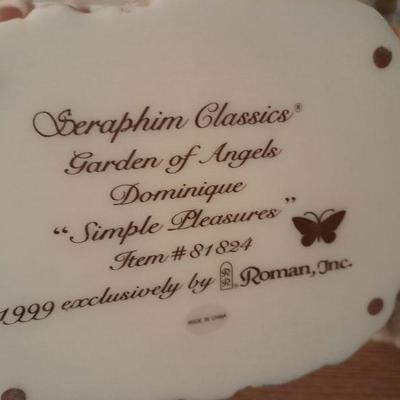 Seraphim Classics®
Garden of Angels
Dominique
"Simple Pleasures"
Item #81824
1999 exclusively by ® Roman, Inc.
MADE IN CHINA